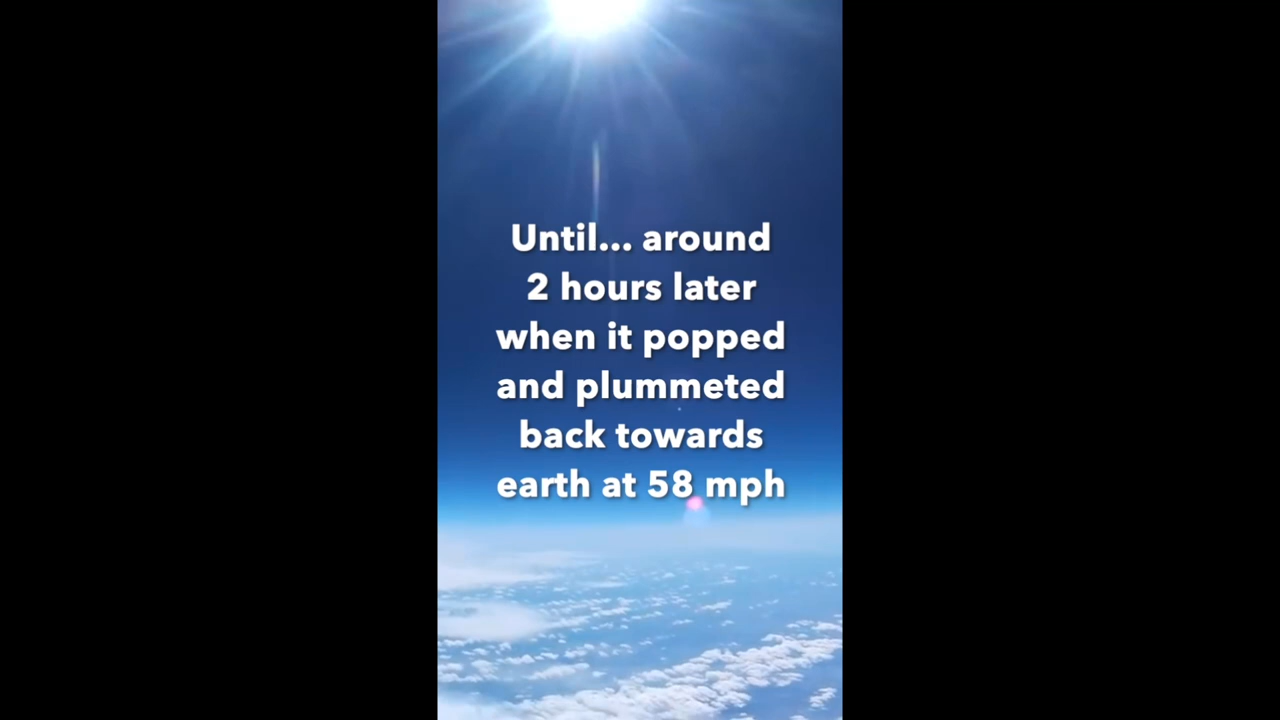 Until... around
2 hours later
when it popped
and plummeted
back towards
earth at 58 mph